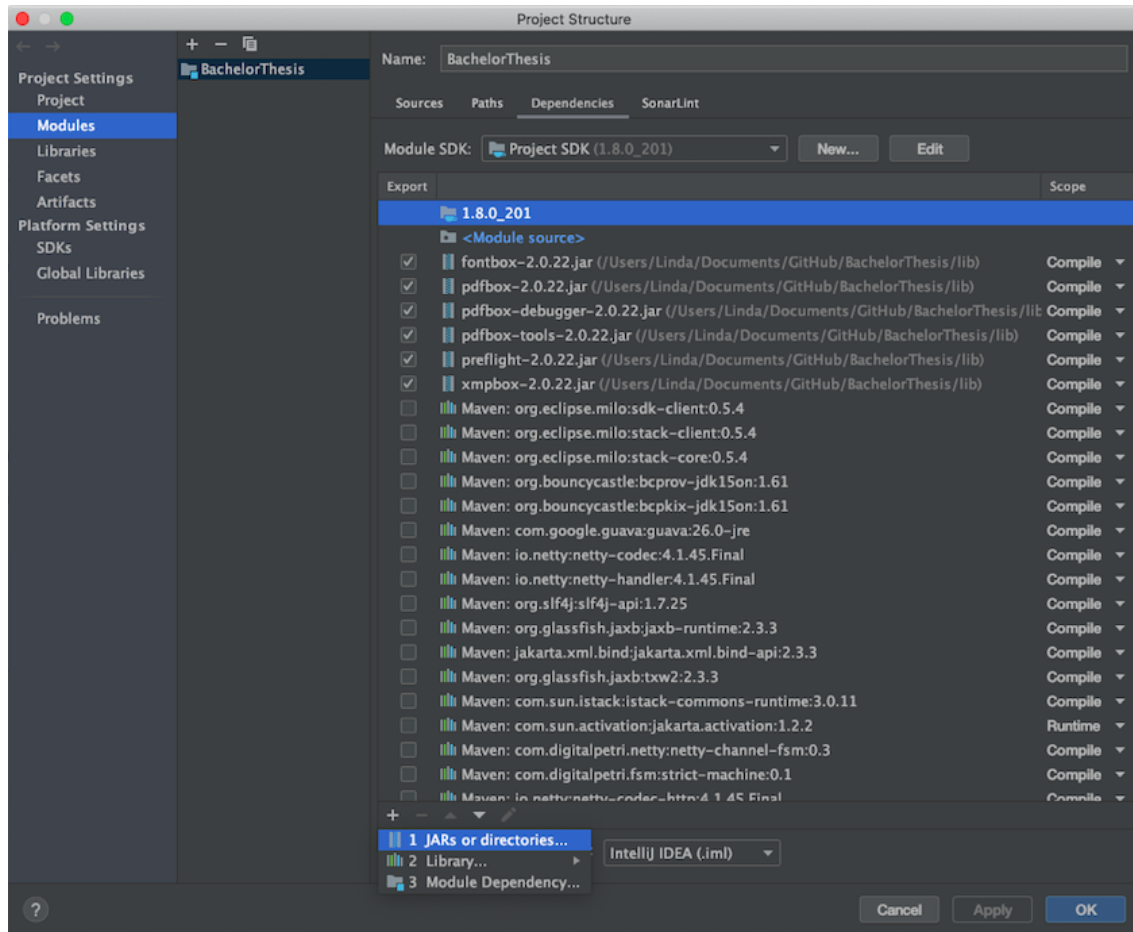 Project Structure
Project Settings
Project
Modules
Libraries
Facets
Artifacts
Platform Settings
SDKs
Global Libraries
Problems
BachelorThesis
Name: BachelorThesis
Sources Paths Dependencies SonarLint
Module SDK: Project SDK (1.8.0_201) New... Edit
Export Scope
1.8.0_201
<Module source>
fontbox-2.0.22.jar (/Users/Linda/Documents/GitHub/BachelorThesis/lib) Compile
pdfbox-2.0.22.jar (/Users/Linda/Documents/GitHub/BachelorThesis/lib) Compile
pdfbox-debugger-2.0.22.jar (/Users/Linda/Documents/GitHub/BachelorThesis/lib Compile
pdfbox-tools-2.0.22.jar (/Users/Linda/Documents/GitHub/BachelorThesis/lib) Compile
preflight-2.0.22.jar (/Users/Linda/Documents/GitHub/BachelorThesis/lib) Compile
xmpbox-2.0.22.jar (/Users/Linda/Documents/GitHub/BachelorThesis/lib) Compile
Maven: org.eclipse.milo:sdk-client:0.5.4 Compile
Maven: org.eclipse.milo:stack-client:0.5.4 Compile
Maven: org.eclipse.milo:stack-core:0.5.4 Compile
Maven: org.bouncycastle:bcprov-jdk15on:1.61 Compile
Maven: org.bouncycastle:bcpkix-jdk15on:1.61 Compile
Maven: com.google.guava:guava:26.0-jre Compile
Maven: io.netty:netty-codec:4.1.45.Final Compile
Maven: io.netty:netty-handler:4.1.45.Final Compile
Maven: org.slf4j:slf4j-api:1.7.25 Compile
Maven: org.glassfish.jaxb:jaxb-runtime:2.3.3 Compile
Maven: jakarta.xml.bind:jakarta.xml.bind-api:2.3.3 Compile
Maven: org.glassfish.jaxb:txw2:2.3.3 Compile
Maven: com.sun.istack:istack-commons-runtime:3.0.11 Compile
Maven: com.sun.activation:jakarta.activation:1.2.2 Runtime
Maven: com.digitalpetri.netty:netty-channel-fsm:0.3 Compile
Maven: com.digitalpetri.fsm:strict-machine:0.1 Compile
Maven: io.netty:netty-codec-http:4.1.45.Final Compile
1 JARs or directories...
2 Library...
3 Module Dependency...
IntelliJ IDEA (.iml)
? Cancel Apply OK